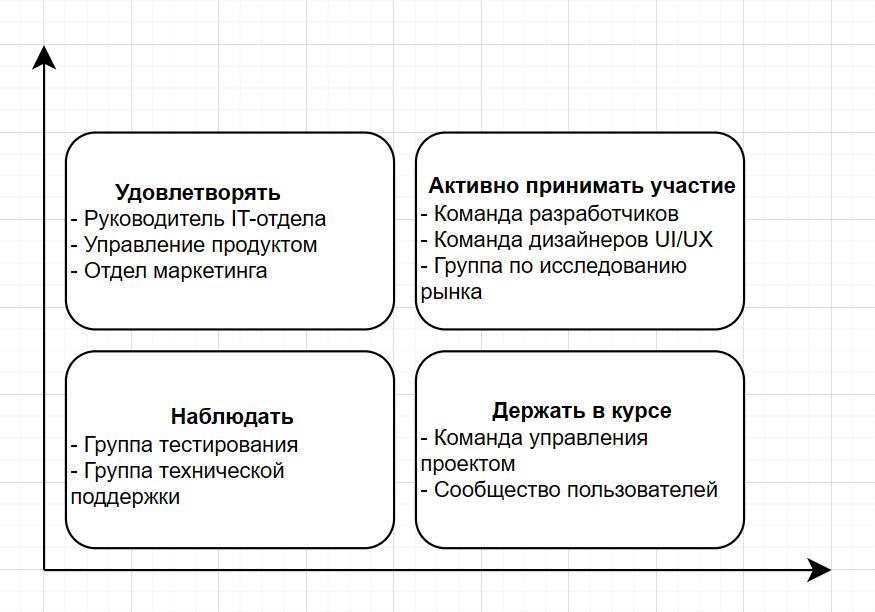 Удовлетворять
- Руководитель IT-отдела
- Управление продуктом
- Отдел маркетинга
Активно принимать участие
- Команда разработчиков
- Команда дизайнеров UI/UX
- Группа по исследованию
рынка
Наблюдать
- Группа тестирования
- Группа технической
поддержки
Держать в курсе
- Команда управления
проектом
- Сообщество пользователей